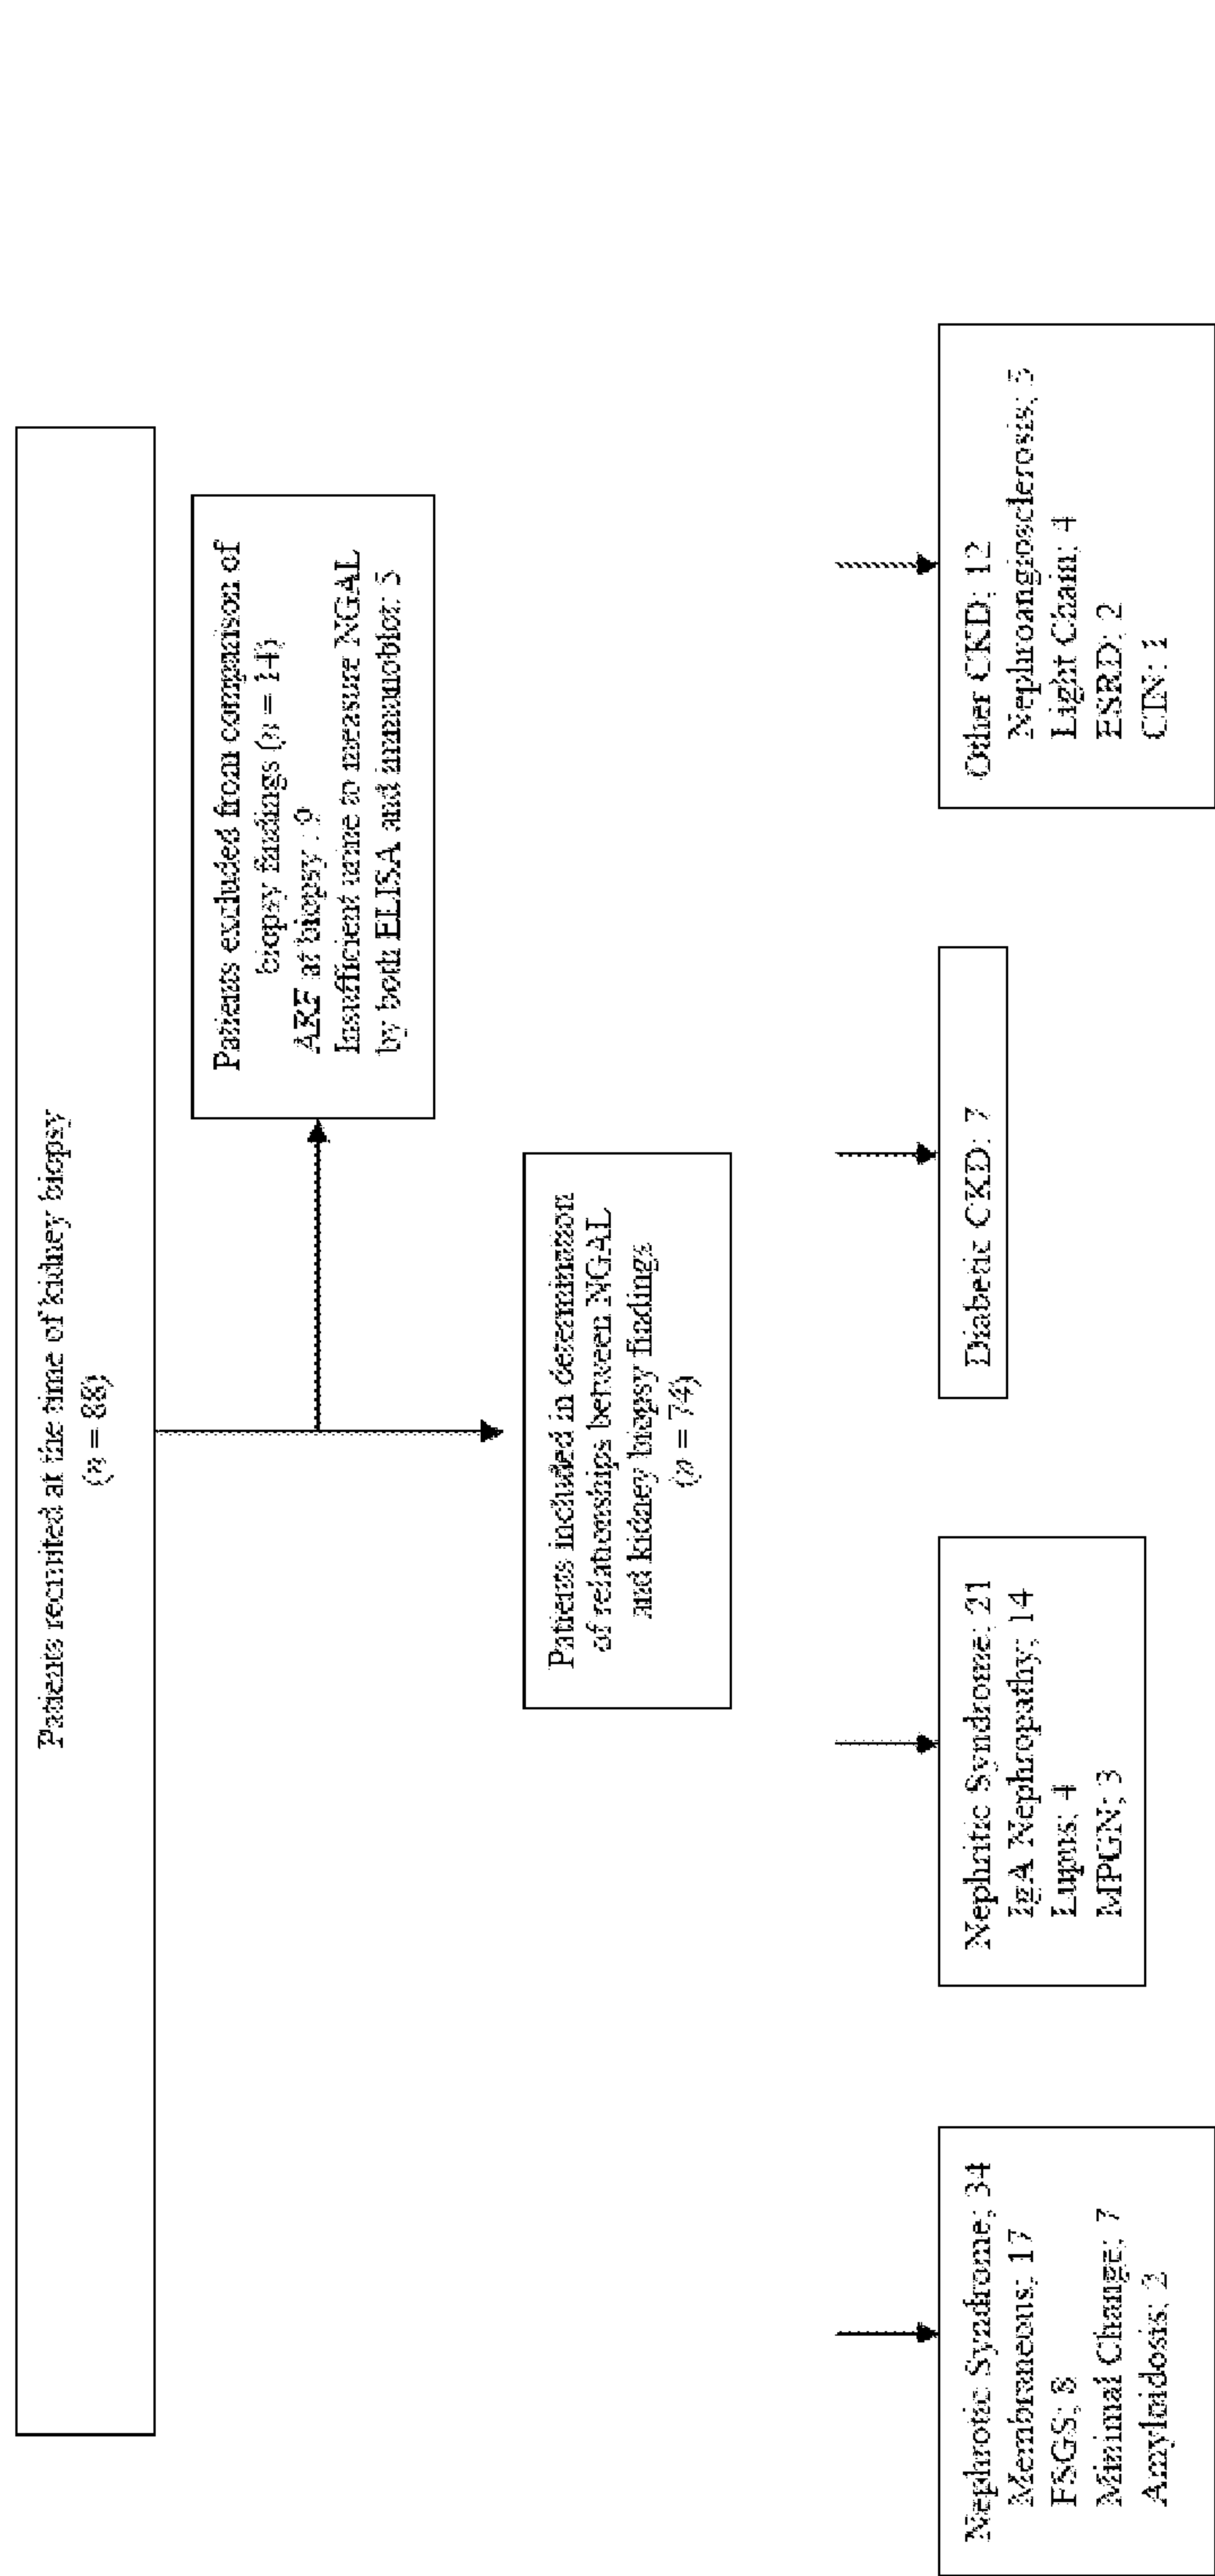 Patients recruited at the time of kidney biopsy
(n = 88)
Patients excluded from comparison of
biopsy findings (n = 14)
ARF at biopsy : 9
Insufficient urine to measure NGAL
by both ELISA and immunoblot: 5
Patients included in determination
of relationships between NGAL
and kidney biopsy findings
(n = 74)
Nephrotic Syndrome; 34
Membraneous; 17
FSGS; 8
Minimal Change; 7
Amyloidosis; 2
Nephritic Syndrome; 21
IgA Nephropathy; 14
Lupus; 4
MPGN; 3
Diabetic CKD: 7
Other CKD; 12
Nephroangiosclerosis; 5
Light Chain; 4
ESRD: 2
CIN: 1